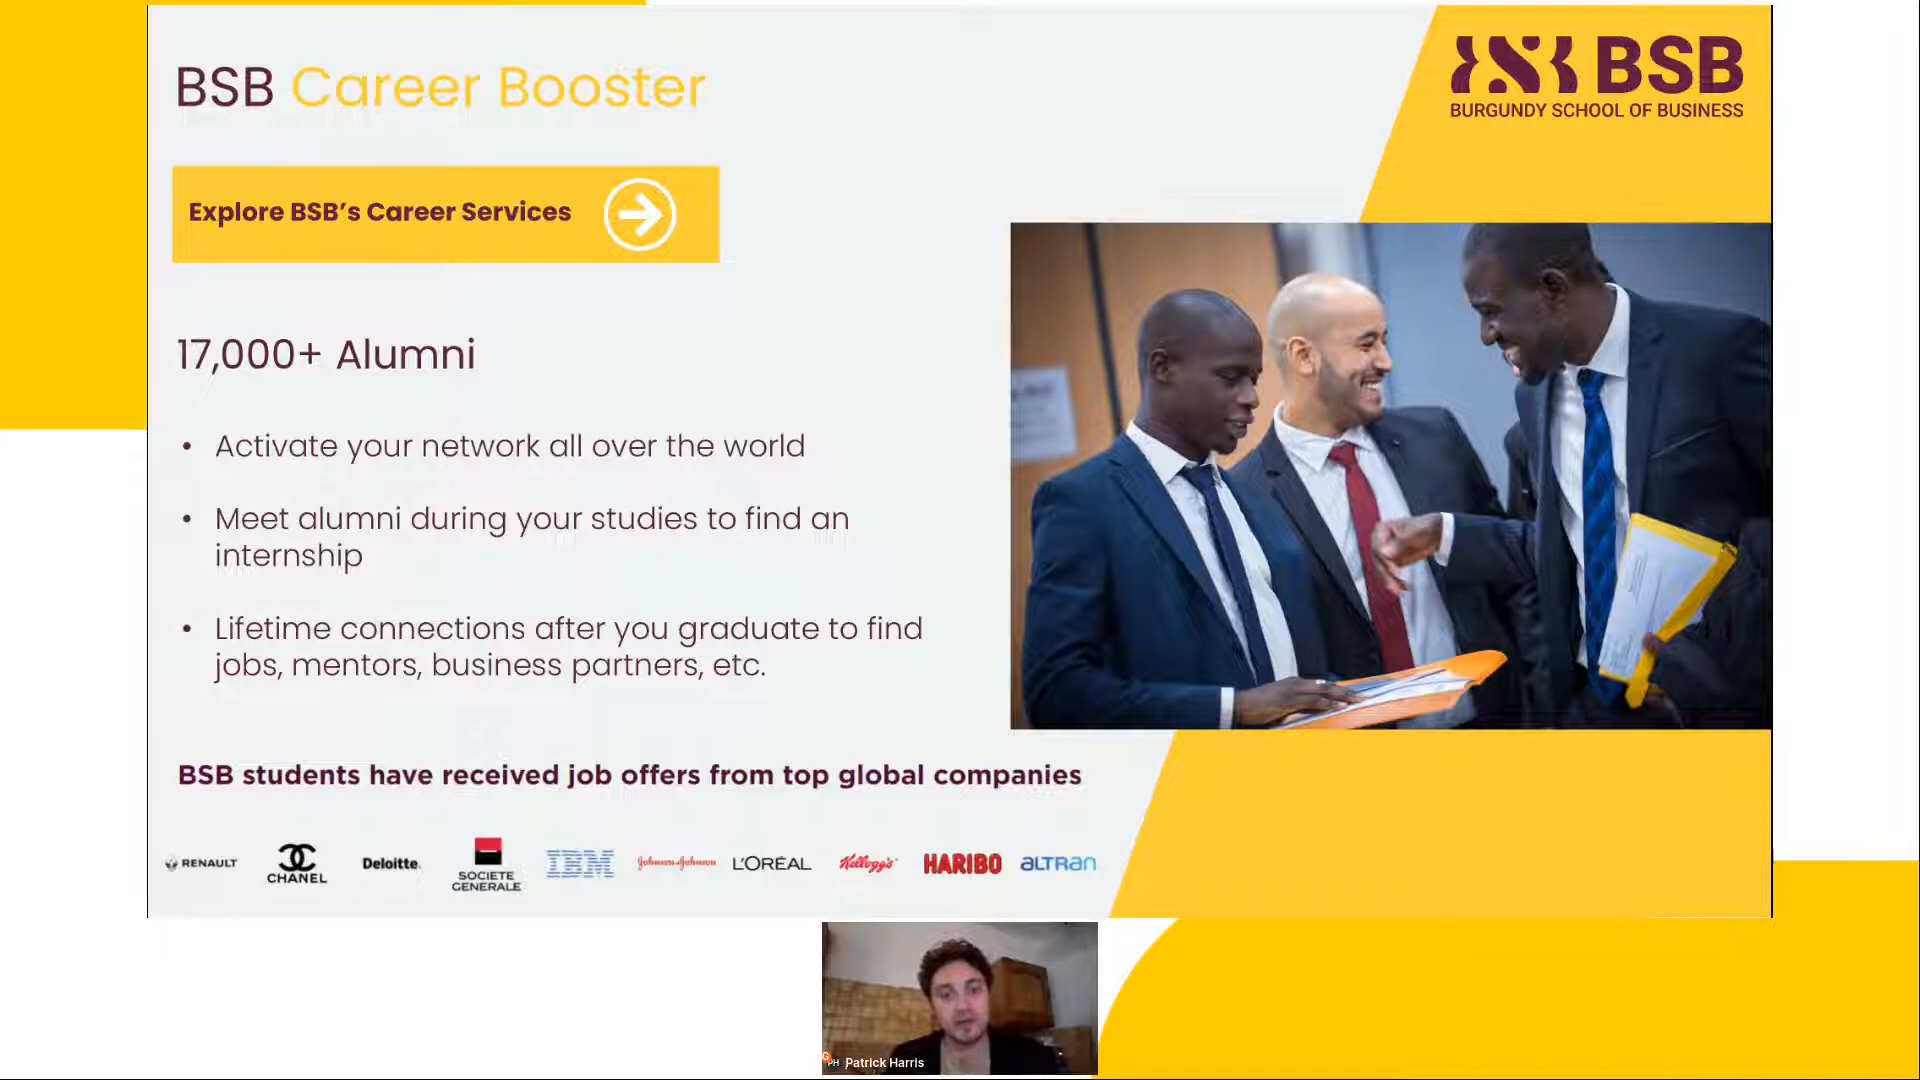 BSB Career Booster
BSB
BURGUNDY SCHOOL OF BUSINESS
Explore BSB's Career Services
17,000+ Alumni
• Activate your network all over the world
• Meet alumni during your studies to find an
internship
• Lifetime connections after you graduate to find
jobs, mentors, business partners, etc.
BSB students have received job offers from top global companies
RENAULT
CHANEL
Deloitte.
SOCIETE
GENERALE
IBM
Johnson & Johnson
L'ORÉAL
Kellogg's
HARIBO
ALTRAN
G
PH
Patrick Harris